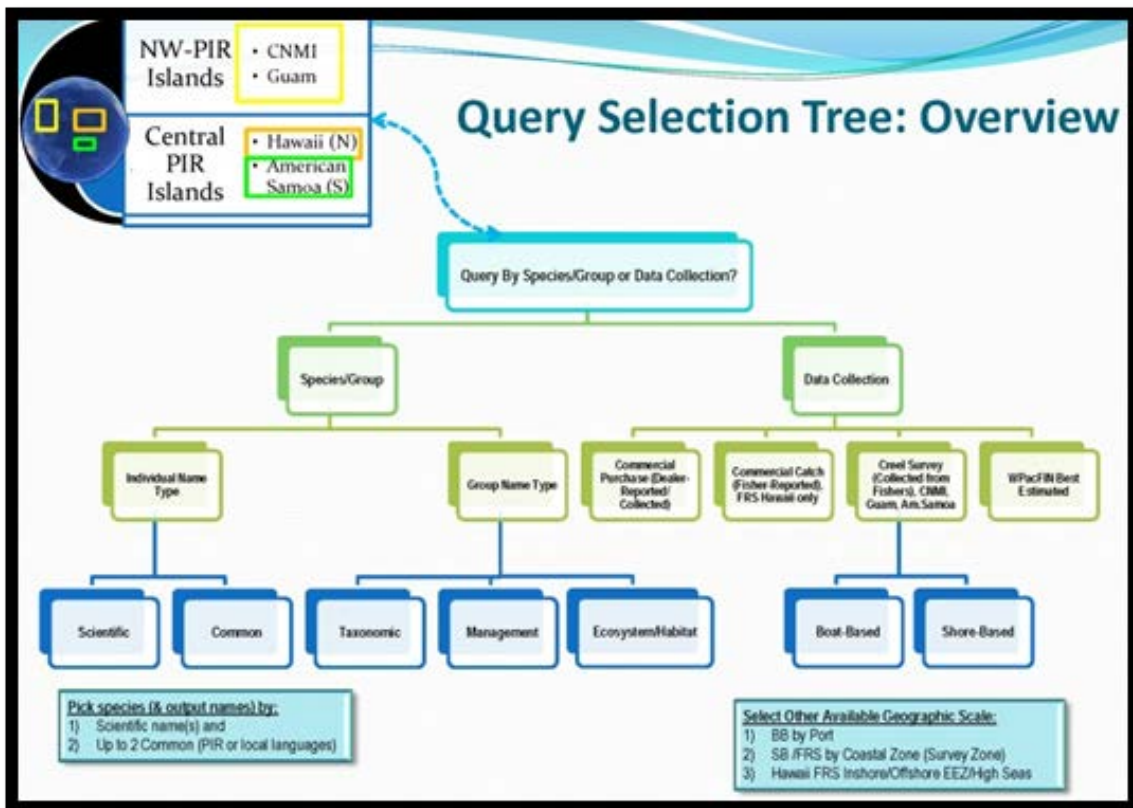 NW-PIR
Islands
• CNMI
• Guam
Central
PIR
Islands
• Hawaii (N)
• American
Samoa (S)
Query Selection Tree: Overview
Query By Species/Group or Data Collection?
Species/Group
Data Collection
Individual Name
Type
Group Name Type
Commercial
Purchase (Dealer-
Reported/
Collected)
Commercial Catch
(Fisher-Reported),
FRS Hawaii only
Creel Survey
(Collected from
Fishers), CNMI,
Guam, Am.Samoa
WPacFIN Best
Estimated
Scientific
Common
Taxonomic
Management
Ecosystem/Habitat
Boat-Based
Shore-Based
Pick species (& output names) by:
1) Scientific name(s) and
2) Up to 2 Common (PIR or local languages)
Select Other Available Geographic Scale:
1) BB by Port
2) SB /FRS by Coastal Zone (Survey Zone)
3) Hawaii FRS Inshore/Offshore EEZ/High Seas